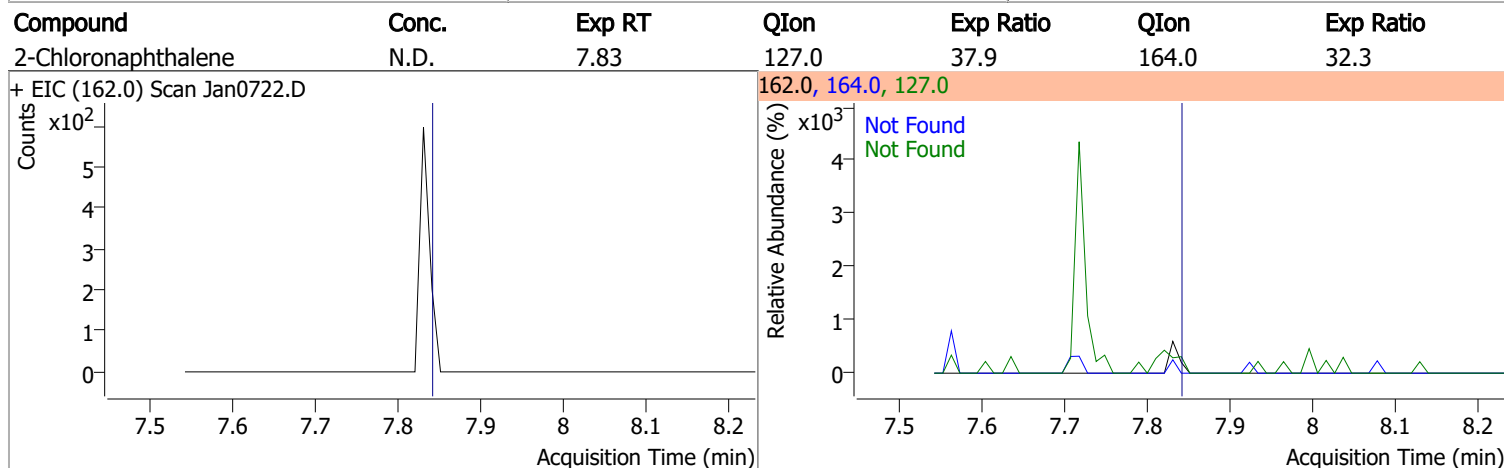 Compound Conc. Exp RT QIon Exp Ratio QIon Exp Ratio
2-Chloronaphthalene N.D. 7.83 127.0 37.9 164.0 32.3
+ EIC (162.0) Scan Jan0722.D
Counts
x10²
5
4
3
2
1
0
7.5 7.6 7.7 7.8 7.9 8 8.1 8.2
Acquisition Time (min)
162.0, 164.0, 127.0
Relative Abundance (%)
x10³
Not Found
Not Found
4
3
2
1
0
7.5 7.6 7.7 7.8 7.9 8 8.1 8.2
Acquisition Time (min)